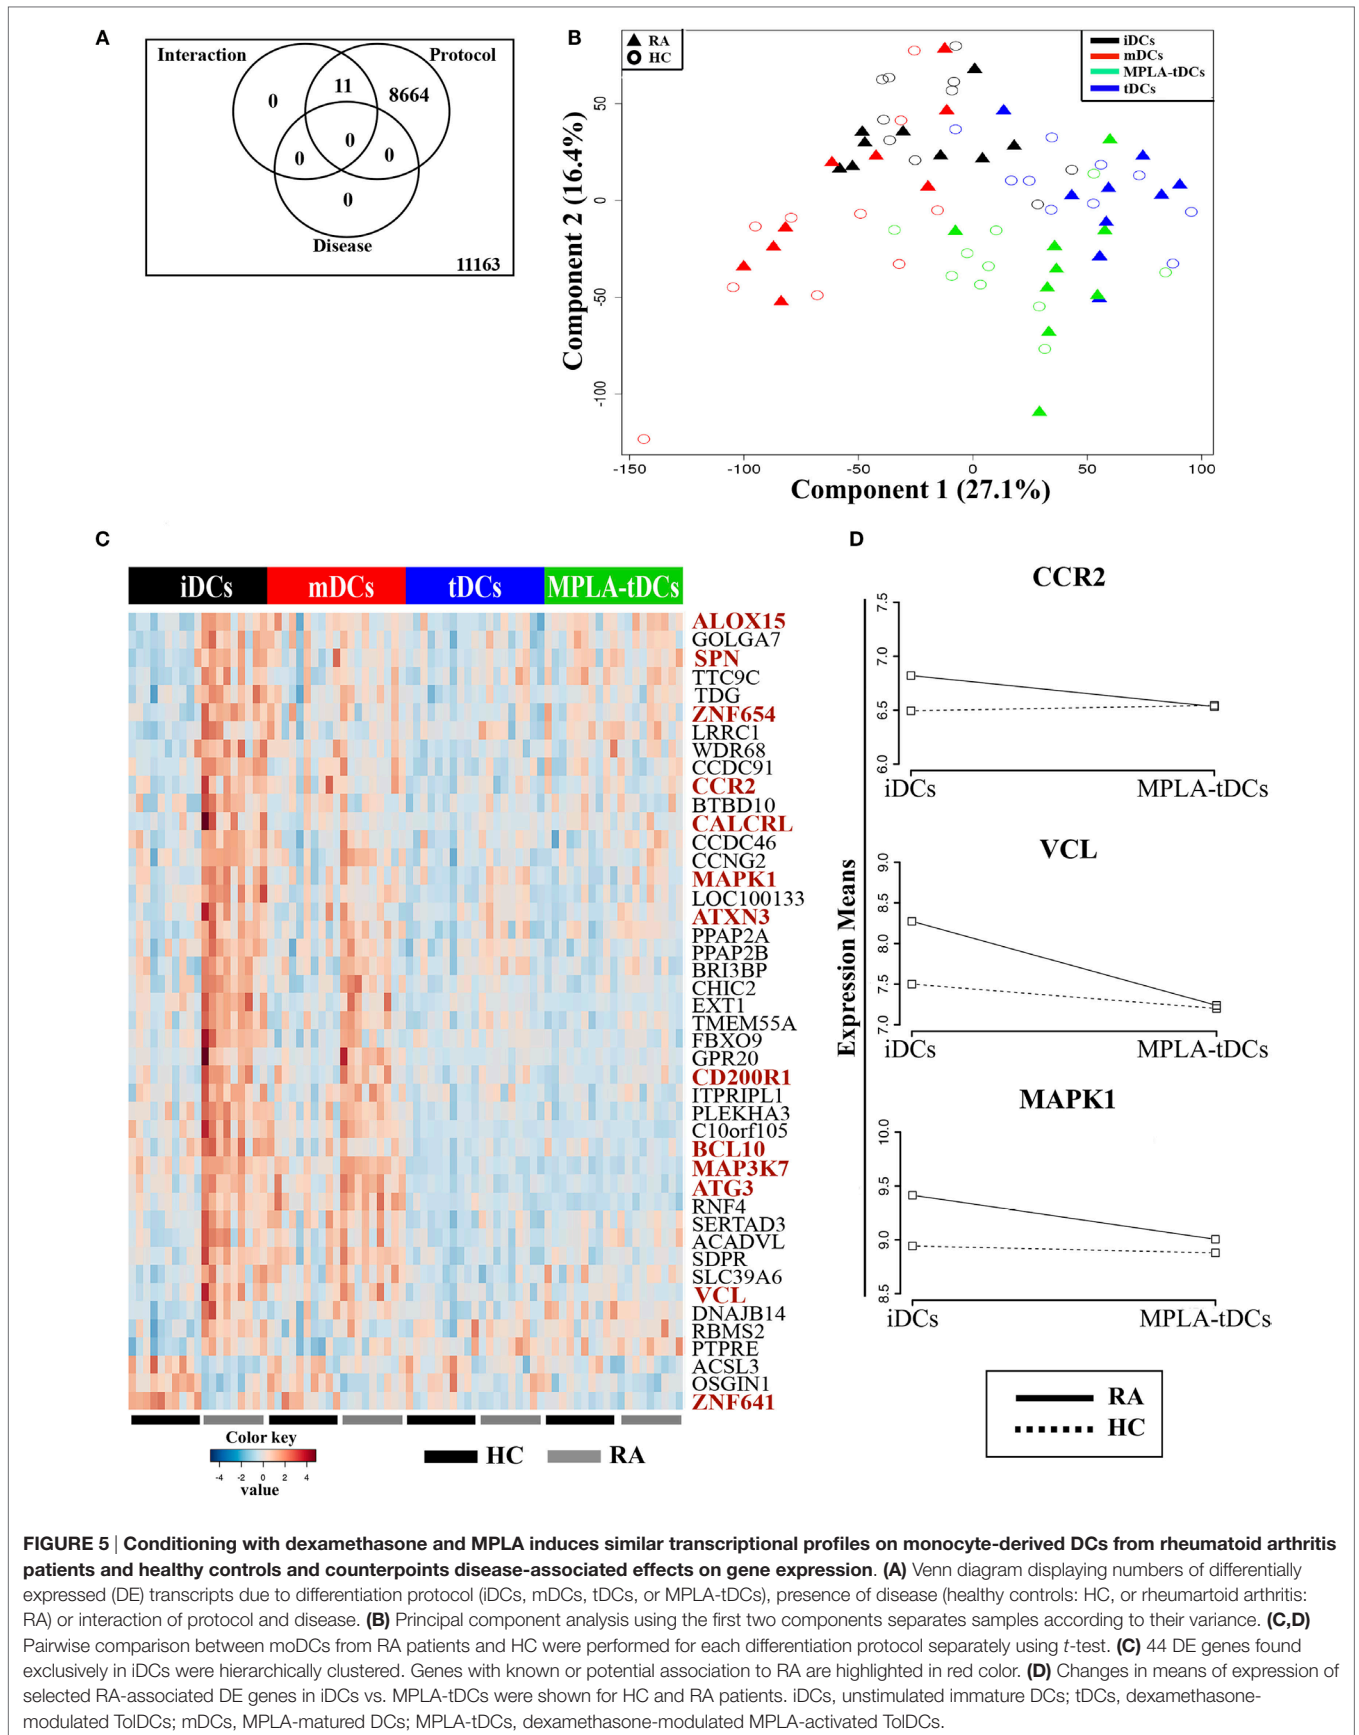 A
Interaction
Protocol
11
0
8664
0
0
0
0
Disease
11163
B
RA
HC
iDCs
mDCs
MPLA-tDCs
tDCs
Component 2 (16.4%)
50
0
-50
-100
-150
-100
-50
0
50
100
Component 1 (27.1%)
C
iDCs
mDCs
tDCs
MPLA-tDCs
ALOX15
GOLGA7
SPN
TTC9C
TDG
ZNF654
LRRC1
WDR68
CCDC91
CCR2
BTBD10
CALCRL
CCDC46
CCNG2
MAPK1
LOC100133
ATXN3
PPAP2A
PPAP2B
BRI3BP
CHIC2
EXT1
TMEM55A
FBXO9
GPR20
CD200R1
ITPRIPL1
PLEKHA3
C10orf105
BCL10
MAP3K7
ATG3
RNF4
SERTAD3
ACADVL
SDPR
SLC39A6
VCL
DNAJB14
RBMS2
PTPRE
ACSL3
OSGIN1
ZNF641
Color key
-4 -2 0 2 4
value
HC
RA
D
Expression Means
CCR2
7.5
7.0
6.5
6.0
iDCs
MPLA-tDCs
VCL
9.0
8.5
8.0
7.5
7.0
iDCs
MPLA-tDCs
MAPK1
10.0
9.5
9.0
8.5
iDCs
MPLA-tDCs
RA
HC
FIGURE 5 | Conditioning with dexamethasone and MPLA induces similar transcriptional profiles on monocyte-derived DCs from rheumatoid arthritis
patients and healthy controls and counterpoints disease-associated effects on gene expression. (A) Venn diagram displaying numbers of differentially
expressed (DE) transcripts due to differentiation protocol (iDCs, mDCs, tDCs, or MPLA-tDCs), presence of disease (healthy controls: HC, or rheumartoid arthritis:
RA) or interaction of protocol and disease. (B) Principal component analysis using the first two components separates samples according to their variance. (C,D)
Pairwise comparison between moDCs from RA patients and HC were performed for each differentiation protocol separately using t-test. (C) 44 DE genes found
exclusively in iDCs were hierarchically clustered. Genes with known or potential association to RA are highlighted in red color. (D) Changes in means of expression of
selected RA-associated DE genes in iDCs vs. MPLA-tDCs were shown for HC and RA patients. iDCs, unstimulated immature DCs; tDCs, dexamethasone-
modulated TolDCs; mDCs, MPLA-matured DCs; MPLA-tDCs, dexamethasone-modulated MPLA-activated TolDCs.